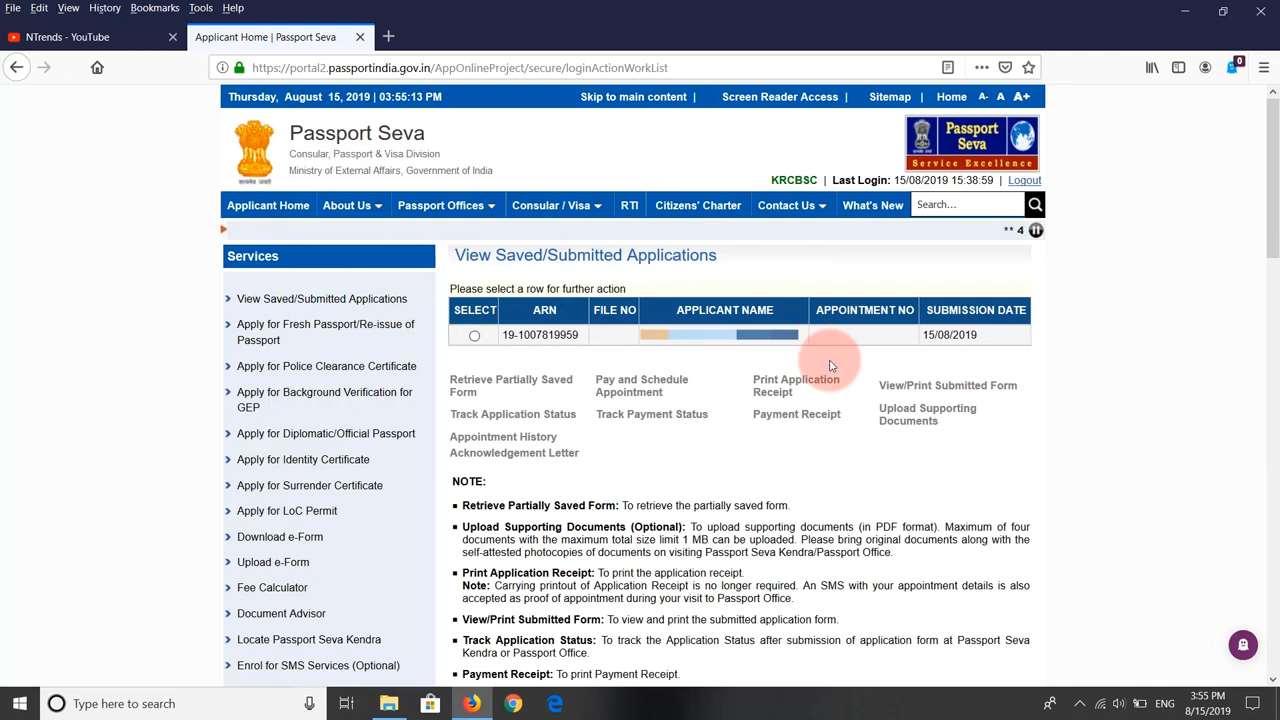 File Edit View History Bookmarks Tools Help
NTrends - YouTube
Applicant Home | Passport Seva
https://portal2.passportindia.gov.in/AppOnlineProject/secure/loginActionWorkList
0
Thursday, August 15, 2019 | 03:55:13 PM
Skip to main content | Screen Reader Access | Sitemap | Home A- A A+
Passport Seva
Consular, Passport & Visa Division
Ministry of External Affairs, Government of India
Passport Seva
Service Excellence
KRCBSC | Last Login: 15/08/2019 15:38:59 | Logout
Applicant Home About Us Passport Offices Consular / Visa RTI Citizens' Charter Contact Us What's New Search...
** 4
Services
View Saved/Submitted Applications
Apply for Fresh Passport/Re-issue of
Passport
Apply for Police Clearance Certificate
Apply for Background Verification for
GEP
Apply for Diplomatic/Official Passport
Apply for Identity Certificate
Apply for Surrender Certificate
Apply for LoC Permit
Download e-Form
Upload e-Form
Fee Calculator
Document Advisor
Locate Passport Seva Kendra
Enrol for SMS Services (Optional)
View Saved/Submitted Applications
Please select a row for further action
SELECT ARN FILE NO APPLICANT NAME APPOINTMENT NO SUBMISSION DATE
19-1007819959 15/08/2019
Retrieve Partially Saved
Form
Pay and Schedule
Appointment
Print Application
Receipt
View/Print Submitted Form
Track Application Status
Track Payment Status
Payment Receipt
Upload Supporting
Documents
Appointment History
Acknowledgement Letter
NOTE:
Retrieve Partially Saved Form: To retrieve the partially saved form.
Upload Supporting Documents (Optional): To upload supporting documents (in PDF format). Maximum of four
documents with the maximum total size limit 1 MB can be uploaded. Please bring original documents along with the
self-attested photocopies of documents on visiting Passport Seva Kendra/Passport Office.
Print Application Receipt: To print the application receipt.
Note: Carrying printout of Application Receipt is no longer required. An SMS with your appointment details is also
accepted as proof of appointment during your visit to Passport Office.
View/Print Submitted Form: To view and print the submitted application form.
Track Application Status: To track the Application Status after submission of application form at Passport Seva
Kendra or Passport Office.
Payment Receipt: To print Payment Receipt.
Type here to search
ENG
3:55 PM
8/15/2019